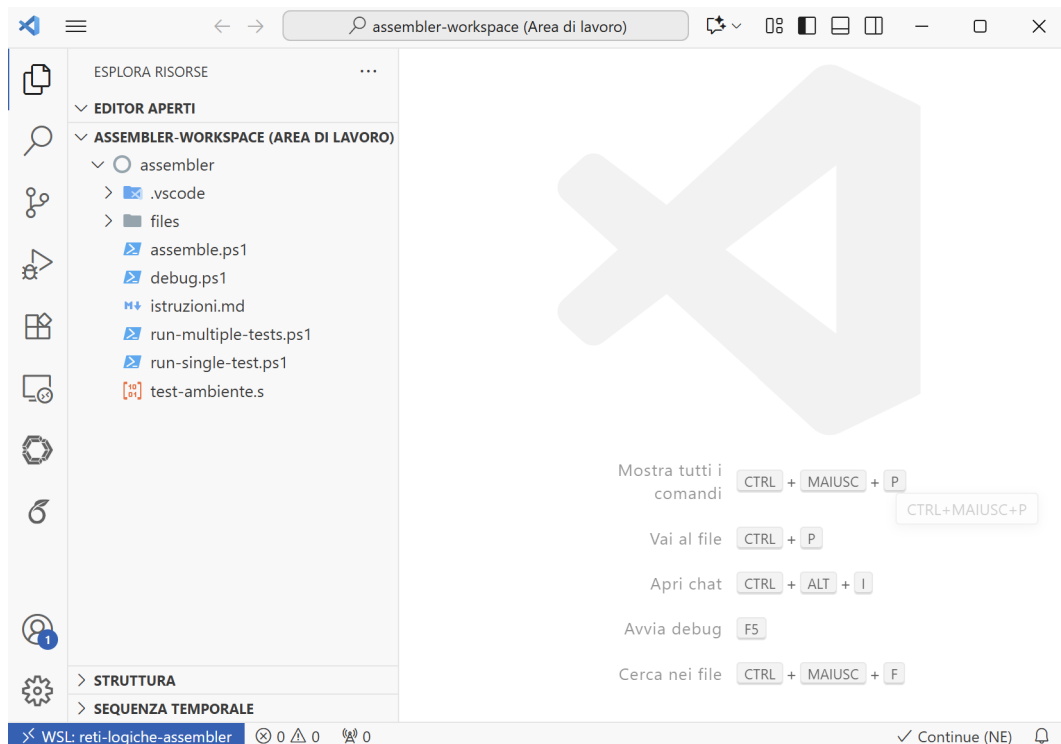 assembler-workspace (Area di lavoro)
ESPLORA RISORSE
EDITOR APERTI
ASSEMBLER-WORKSPACE (AREA DI LAVORO)
assembler
.vscode
files
assemble.ps1
debug.ps1
M↓ istruzioni.md
run-multiple-tests.ps1
run-single-test.ps1
test-ambiente.s
Mostra tutti i
comandi
CTRL + MAIUSC + P
CTRL+MAIUSC+P
Vai al file CTRL + P
Apri chat CTRL + ALT + I
Avvia debug F5
Cerca nei file CTRL + MAIUSC + F
1
STRUTTURA
SEQUENZA TEMPORALE
WSL: reti-logiche-assembler 0 0 0 Continue (NE)